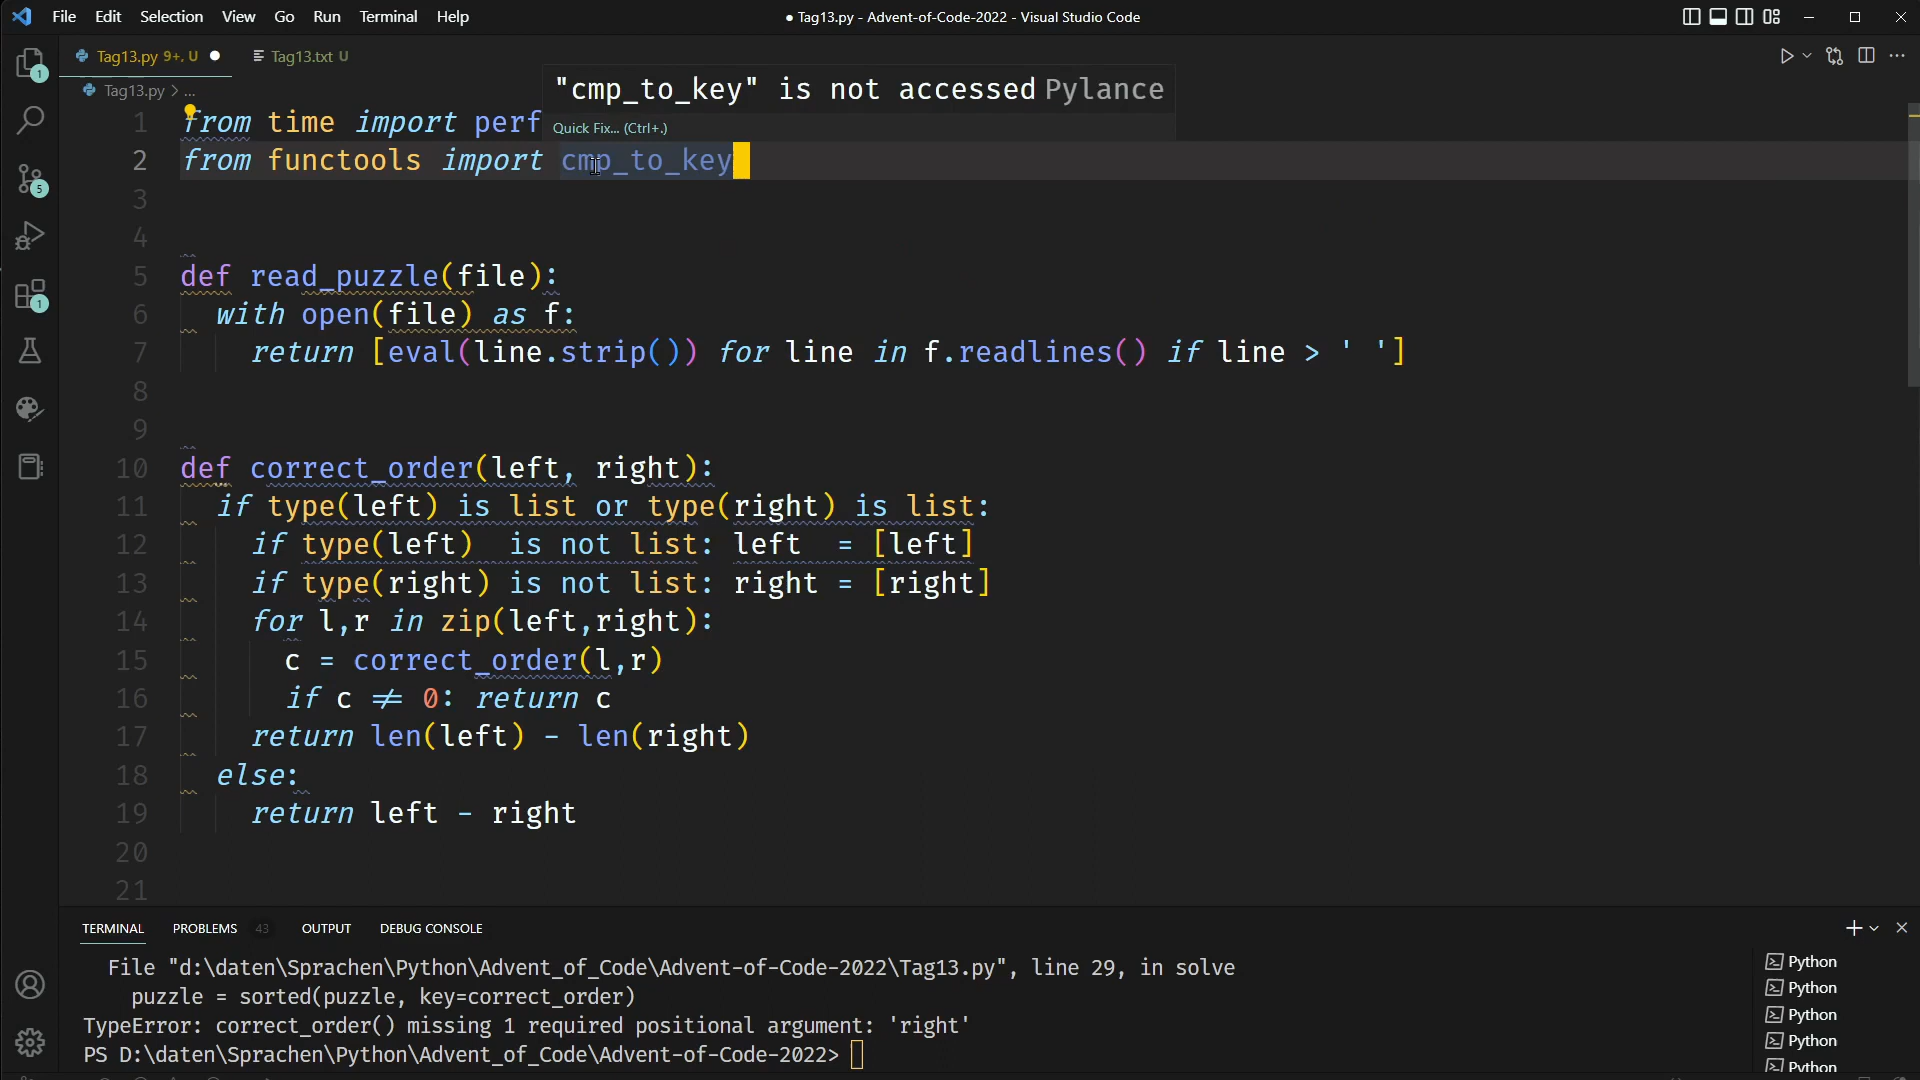 File Edit Selection View Go Run Terminal Help
● Tag13.py - Advent-of-Code-2022 - Visual Studio Code
Tag13.py 9+, U ●
Tag13.txt U
Tag13.py > ...
"cmp_to_key" is not accessed Pylance
Quick Fix... (Ctrl+.)
1 from time import perf
2 from functools import cmp_to_key
3
4
5 def read_puzzle(file):
6 with open(file) as f:
7 return [eval(line.strip()) for line in f.readlines() if line > ' ']
8
9
10 def correct_order(left, right):
11 if type(left) is list or type(right) is list:
12 if type(left)  is not list: left  = [left]
13 if type(right) is not list: right = [right]
14 for l,r in zip(left,right):
15 c = correct_order(l,r)
16 if c ≠ 0: return c
17 return len(left) - len(right)
18 else:
19 return left - right
20
21
1
5
1
TERMINAL PROBLEMS 43 OUTPUT DEBUG CONSOLE
File "d:\daten\Sprachen\Python\Advent_of_Code\Advent-of-Code-2022\Tag13.py", line 29, in solve
puzzle = sorted(puzzle, key=correct_order)
TypeError: correct_order() missing 1 required positional argument: 'right'
PS D:\daten\Sprachen\Python\Advent_of_Code\Advent-of-Code-2022>
Python
Python
Python
Python
Python